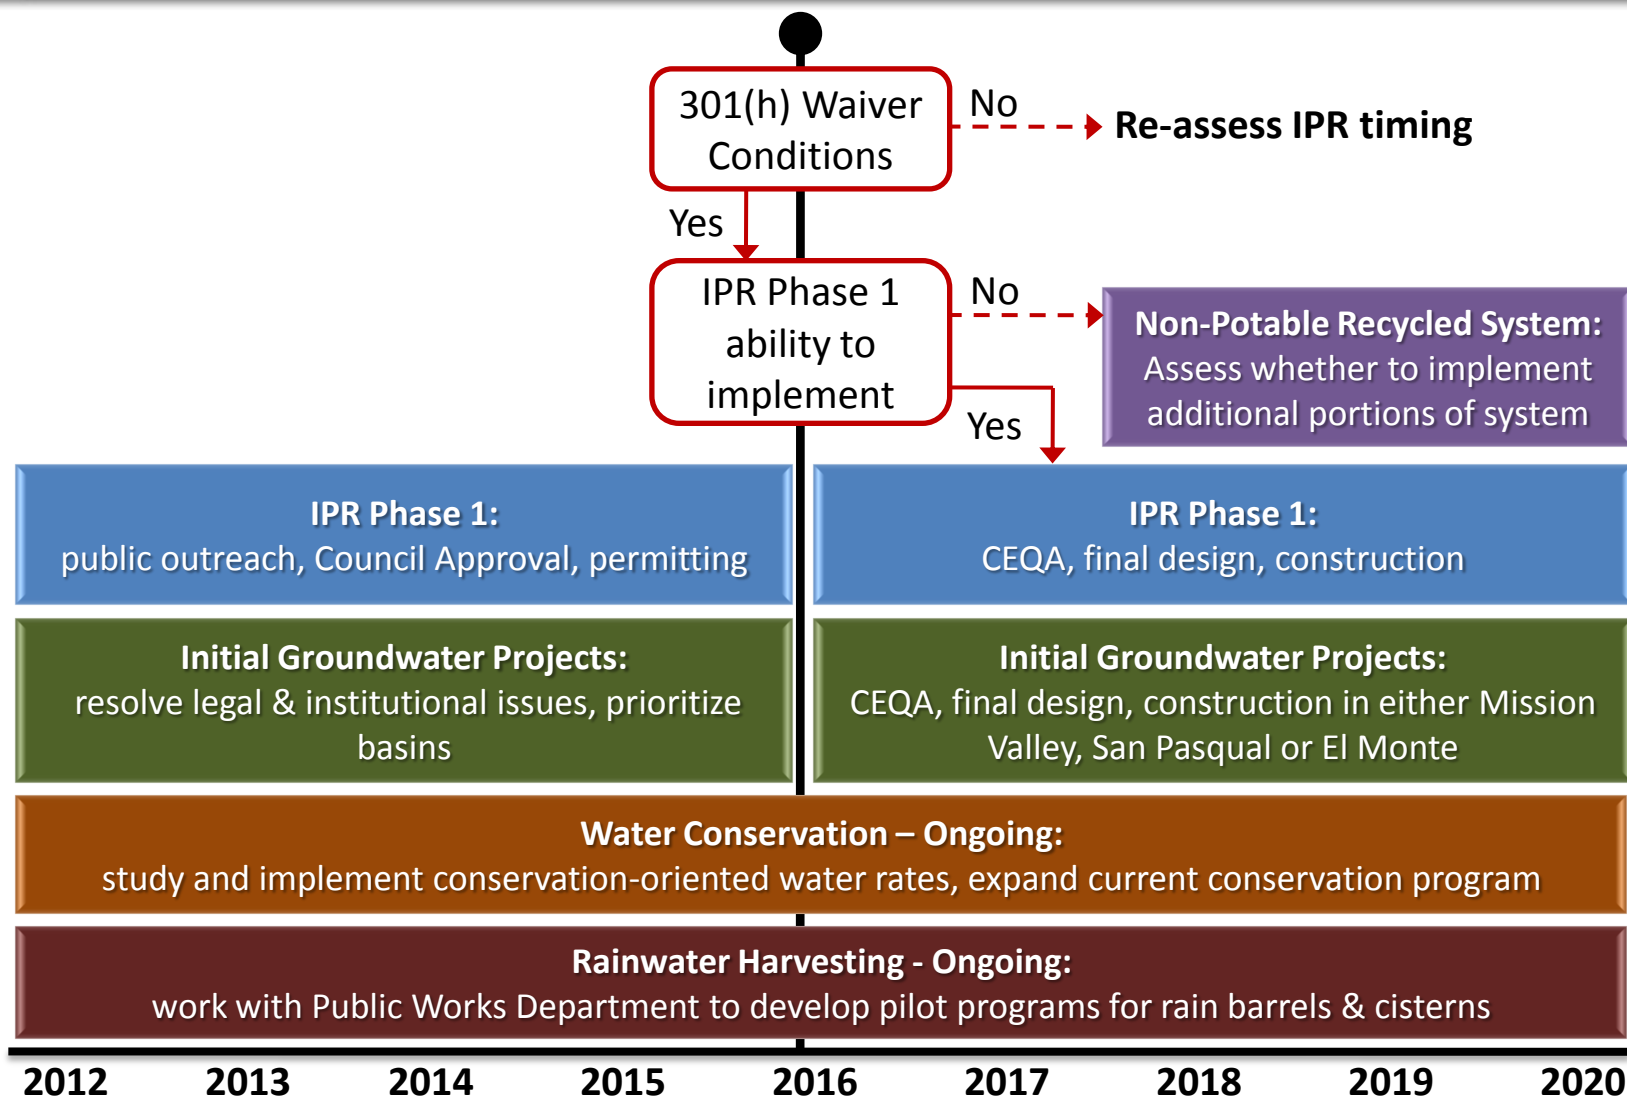 301(h) Waiver
Conditions
No
Re-assess IPR timing
Yes
IPR Phase 1
ability to
implement
No
Non-Potable Recycled System:
Assess whether to implement
additional portions of system
Yes
IPR Phase 1:
public outreach, Council Approval, permitting
IPR Phase 1:
CEQA, final design, construction
Initial Groundwater Projects:
resolve legal & institutional issues, prioritize
basins
Initial Groundwater Projects:
CEQA, final design, construction in either Mission
Valley, San Pasqual or El Monte
Water Conservation – Ongoing:
study and implement conservation-oriented water rates, expand current conservation program
Rainwater Harvesting - Ongoing:
work with Public Works Department to develop pilot programs for rain barrels & cisterns
2012 2013 2014 2015 2016 2017 2018 2019 2020